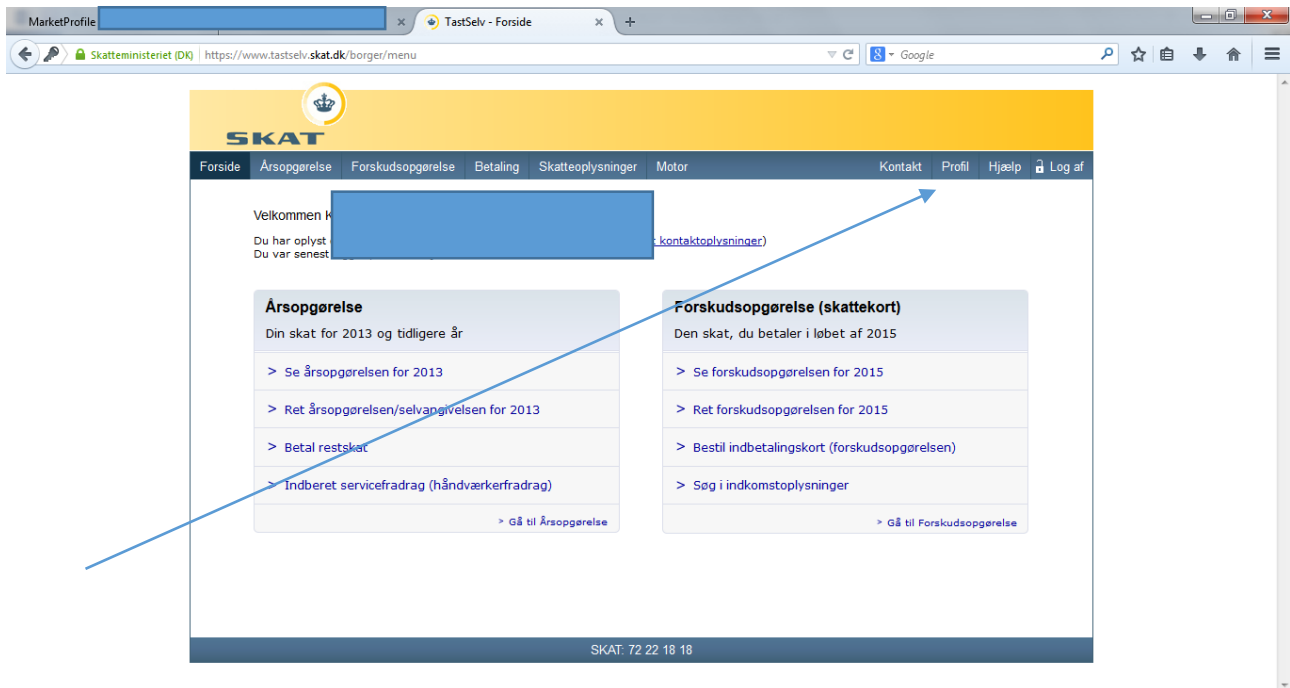 MarketProfile
TastSelv - Forside
Skatteministeriet (DK) https://www.tastselv.skat.dk/borger/menu
Google
SKAT
Forside Årsopgørelse Forskudsopgørelse Betaling Skatteoplysninger Motor Kontakt Profil Hjælp Log af
Velkommen K
Du har oplyst kontaktoplysninger)
Du var senest
Årsopgørelse
Din skat for 2013 og tidligere år
> Se årsopgørelsen for 2013
> Ret årsopgørelsen/selvangivelsen for 2013
> Betal restskat
> Indberet servicefradrag (håndværkerfradrag)
> Gå til Årsopgørelse
Forskudsopgørelse (skattekort)
Den skat, du betaler i løbet af 2015
> Se forskudsopgørelsen for 2015
> Ret forskudsopgørelsen for 2015
> Bestil indbetalingskort (forskudsopgørelsen)
> Søg i indkomstoplysninger
> Gå til Forskudsopgørelse
SKAT: 72 22 18 18